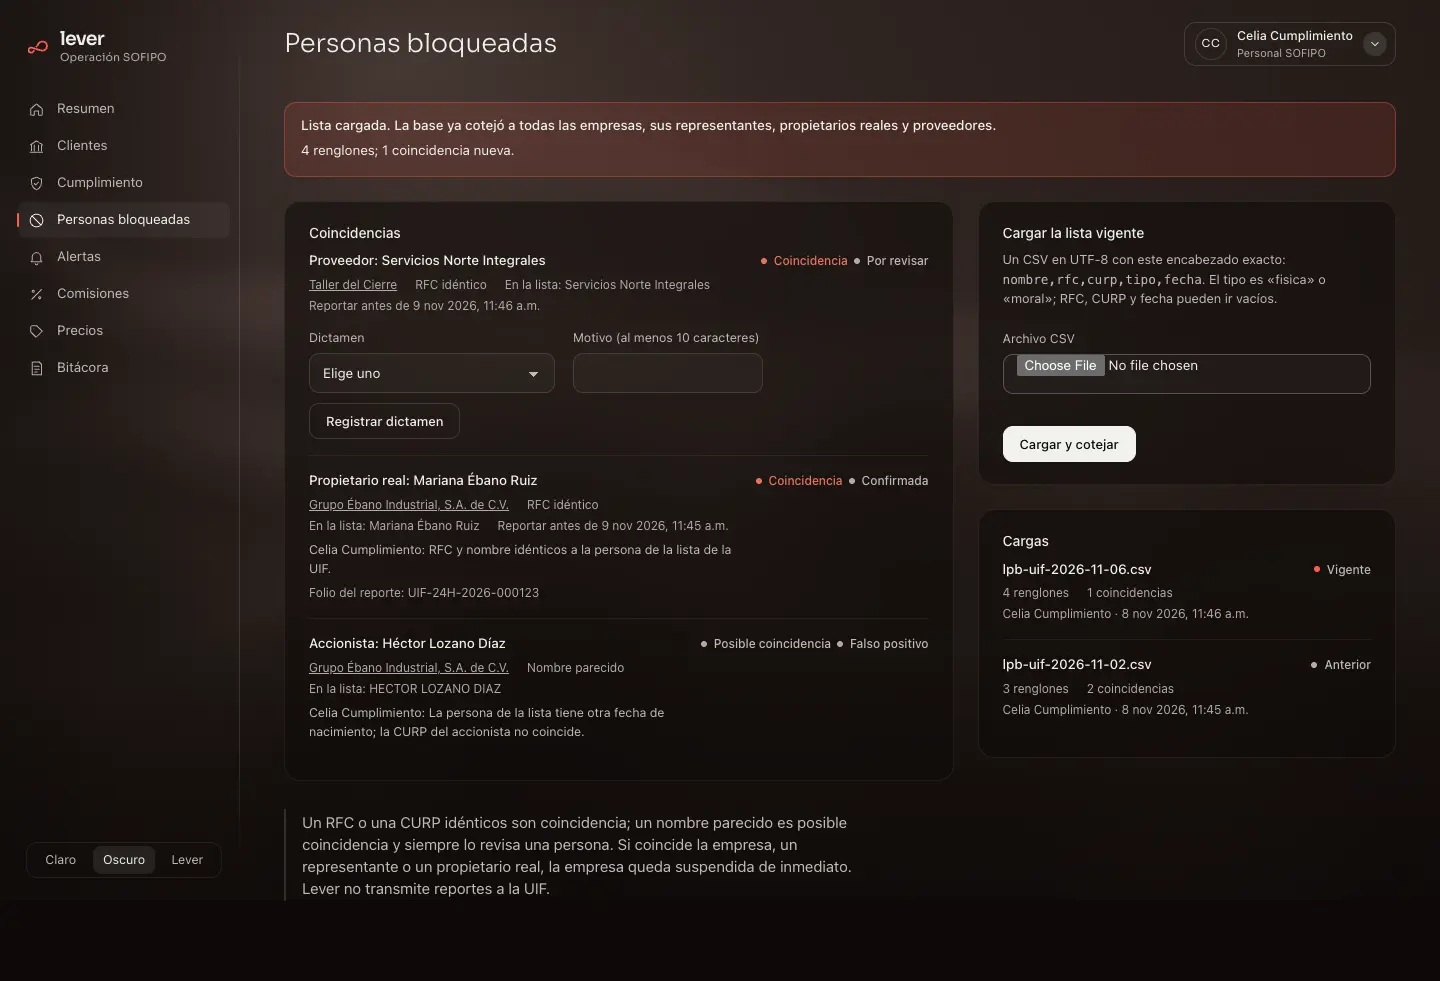 lever
Operación SOFIPO
Resumen
Clientes
Cumplimiento
Personas bloqueadas
Alertas
Comisiones
Precios
Bitácora
Claro
Oscuro
Lever
Personas bloqueadas
CC
Celia Cumplimiento
Personal SOFIPO
Lista cargada. La base ya cotejó a todas las empresas, sus representantes, propietarios reales y proveedores.
4 renglones; 1 coincidencia nueva.
Coincidencias
Proveedor: Servicios Norte Integrales
Coincidencia
Por revisar
Taller del Cierre
RFC idéntico
En la lista: Servicios Norte Integrales
Reportar antes de 9 nov 2026, 11:46 a.m.
Dictamen
Motivo (al menos 10 caracteres)
Elige uno
Registrar dictamen
Propietario real: Mariana Ébano Ruiz
Coincidencia
Confirmada
Grupo Ébano Industrial, S.A. de C.V.
RFC idéntico
En la lista: Mariana Ébano Ruiz
Reportar antes de 9 nov 2026, 11:45 a.m.
Celia Cumplimiento: RFC y nombre idénticos a la persona de la lista de la
UIF.
Folio del reporte: UIF-24H-2026-000123
Accionista: Héctor Lozano Díaz
Posible coincidencia
Falso positivo
Grupo Ébano Industrial, S.A. de C.V.
Nombre parecido
En la lista: HECTOR LOZANO DIAZ
Celia Cumplimiento: La persona de la lista tiene otra fecha de
nacimiento; la CURP del accionista no coincide.
Cargar la lista vigente
Un CSV en UTF-8 con este encabezado exacto:
nombre,rfc,curp,tipo,fecha. El tipo es «fisica» o
«moral»; RFC, CURP y fecha pueden ir vacíos.
Archivo CSV
Choose File No file chosen
Cargar y cotejar
Cargas
lpb-uif-2026-11-06.csv
Vigente
4 renglones
1 coincidencias
Celia Cumplimiento · 8 nov 2026, 11:46 a.m.
lpb-uif-2026-11-02.csv
Anterior
3 renglones
2 coincidencias
Celia Cumplimiento · 8 nov 2026, 11:45 a.m.
Un RFC o una CURP idénticos son coincidencia; un nombre parecido es posible
coincidencia y siempre lo revisa una persona. Si coincide la empresa, un
representante o un propietario real, la empresa queda suspendida de inmediato.
Lever no transmite reportes a la UIF.